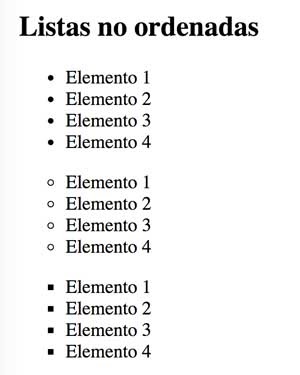 Listas no ordenadas
• Elemento 1
• Elemento 2
• Elemento 3
• Elemento 4
◦ Elemento 1
◦ Elemento 2
◦ Elemento 3
◦ Elemento 4
▪ Elemento 1
▪ Elemento 2
▪ Elemento 3
▪ Elemento 4